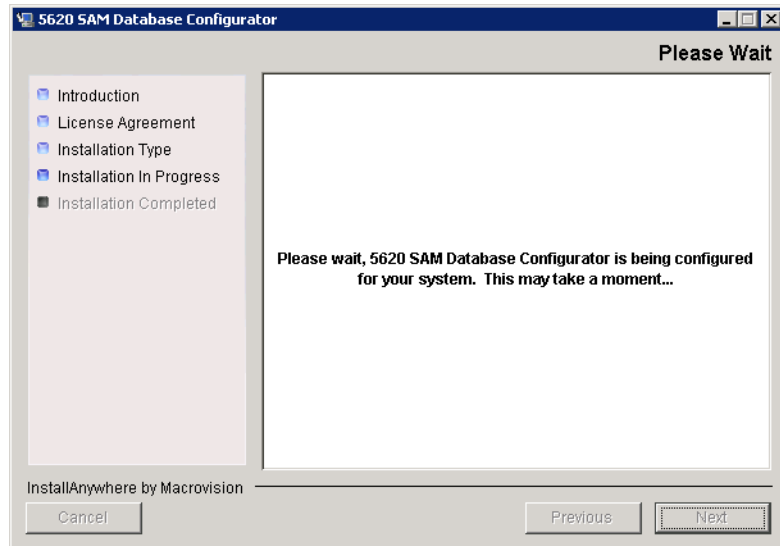 5620 SAM Database Configurator
Please Wait
Introduction
License Agreement
Installation Type
Installation In Progress
Installation Completed
Please wait, 5620 SAM Database Configurator is being configured
for your system.  This may take a moment...
InstallAnywhere by Macrovision
Cancel
Previous
Next